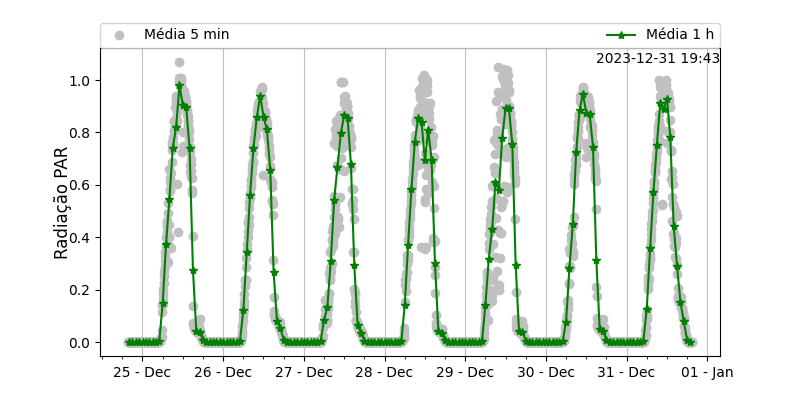 Média 5 min
Média 1 h
2023-12-31 19:43
Radiação PAR
1.0
0.8
0.6
0.4
0.2
0.0
25 - Dec
26 - Dec
27 - Dec
28 - Dec
29 - Dec
30 - Dec
31 - Dec
01 - Jan